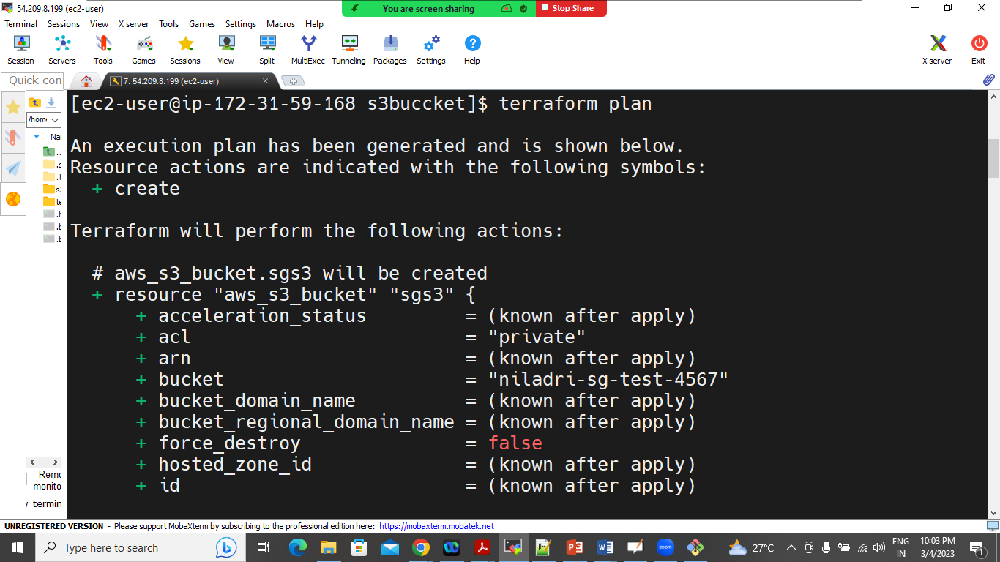 54.209.8.199 (ec2-user)
You are screen sharing
Stop Share
Terminal Sessions View X server Tools Games Settings Macros Help
Session Servers Tools Games Sessions View Split MultiExec Tunneling Packages Settings Help X server Exit
Quick con
7. 54.209.8.199 (ec2-user)
/home
Nar
..
.s
.t
s3
te
.b
.b
.b
Remo
monito
termin
[ec2-user@ip-172-31-59-168 s3buccket]$ terraform plan
An execution plan has been generated and is shown below.
Resource actions are indicated with the following symbols:
+ create
Terraform will perform the following actions:
# aws_s3_bucket.sgs3 will be created
+ resource "aws_s3_bucket" "sgs3" {
+ acceleration_status = (known after apply)
+ acl = "private"
+ arn = (known after apply)
+ bucket = "niladri-sg-test-4567"
+ bucket_domain_name = (known after apply)
+ bucket_regional_domain_name = (known after apply)
+ force_destroy = false
+ hosted_zone_id = (known after apply)
+ id = (known after apply)
UNREGISTERED VERSION - Please support MobaXterm by subscribing to the professional edition here: https://mobaxterm.mobatek.net
Type here to search
zoom
27°C
ENG
IN
10:03 PM
3/4/2023
1